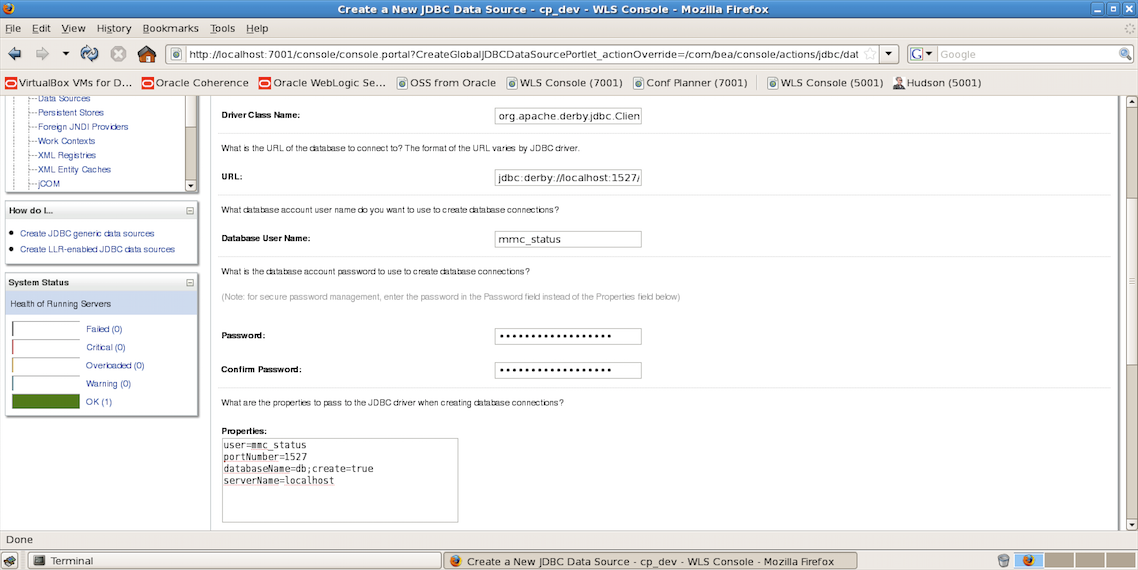 Create a New JDBC Data Source - cp_dev - WLS Console - Mozilla Firefox
File Edit View History Bookmarks Tools Help
http://localhost:7001/console/console.portal?CreateGlobalJDBCDataSourcePortlet_actionOverride=/com/bea/console/actions/jdbc/dat
Google
VirtualBox VMs for D... Oracle Coherence Oracle WebLogic Se... OSS from Oracle WLS Console (7001) Conf Planner (7001) WLS Console (5001) Hudson (5001)
Data Sources
Persistent Stores
Foreign JNDI Providers
Work Contexts
XML Registries
XML Entity Caches
jCOM
How do I...
Create JDBC generic data sources
Create LLR-enabled JDBC data sources
System Status
Health of Running Servers
Failed (0)
Critical (0)
Overloaded (0)
Warning (0)
OK (1)
Driver Class Name: org.apache.derby.jdbc.Clien
What is the URL of the database to connect to? The format of the URL varies by JDBC driver.
URL: jdbc:derby://localhost:1527/
What database account user name do you want to use to create database connections?
Database User Name: mmc_status
What is the database account password to use to create database connections?
(Note: for secure password management, enter the password in the Password field instead of the Properties field below)
Password: ••••••••••••••••••
Confirm Password: ••••••••••••••••••
What are the properties to pass to the JDBC driver when creating database connections?
Properties:
user=mmc_status
portNumber=1527
databaseName=db;create=true
serverName=localhost
Done
Terminal Create a New JDBC Data Source - cp_dev - WLS Console - Mozilla Firefox